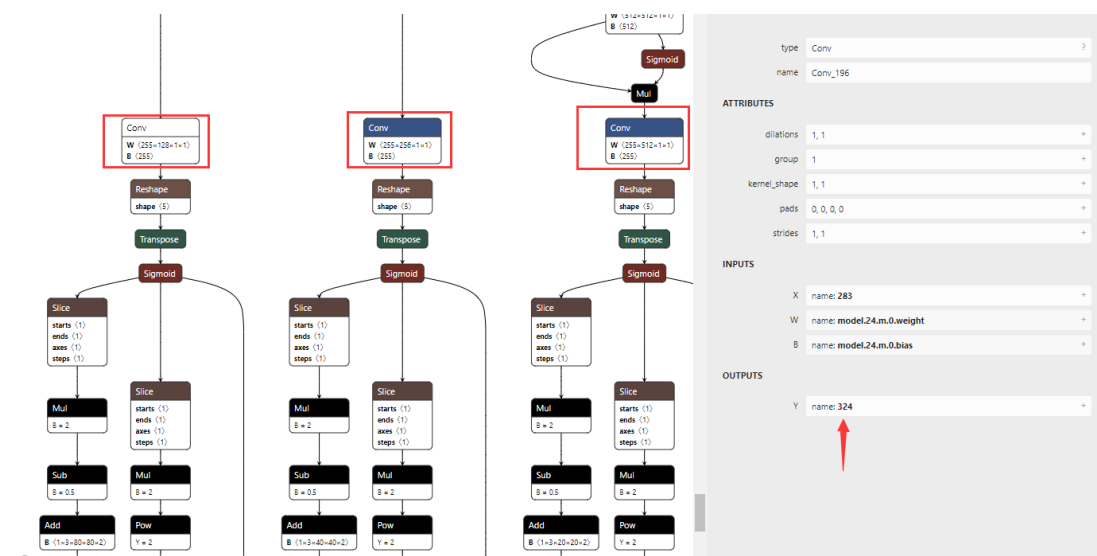 W ⟨512×512×1×1⟩
B ⟨512⟩
Sigmoid
Mul
Conv
W ⟨255×128×1×1⟩
B ⟨255⟩
Reshape
shape ⟨5⟩
Transpose
Sigmoid
Slice
starts ⟨1⟩
ends ⟨1⟩
axes ⟨1⟩
steps ⟨1⟩
Slice
starts ⟨1⟩
ends ⟨1⟩
axes ⟨1⟩
steps ⟨1⟩
Mul
B = 2
Sub
B = 0.5
Mul
B = 2
Add
B ⟨1×3×80×80×2⟩
Pow
Y = 2
Conv
W ⟨255×256×1×1⟩
B ⟨255⟩
Reshape
shape ⟨5⟩
Transpose
Sigmoid
Slice
starts ⟨1⟩
ends ⟨1⟩
axes ⟨1⟩
steps ⟨1⟩
Slice
starts ⟨1⟩
ends ⟨1⟩
axes ⟨1⟩
steps ⟨1⟩
Mul
B = 2
Sub
B = 0.5
Mul
B = 2
Add
B ⟨1×3×40×40×2⟩
Pow
Y = 2
Conv
W ⟨255×512×1×1⟩
B ⟨255⟩
Reshape
shape ⟨5⟩
Transpose
Sigmoid
Slice
starts ⟨1⟩
ends ⟨1⟩
axes ⟨1⟩
steps ⟨1⟩
Slice
starts ⟨1⟩
ends ⟨1⟩
axes ⟨1⟩
steps ⟨1⟩
Mul
B = 2
Sub
B = 0.5
Mul
B = 2
Add
B ⟨1×3×20×20×2⟩
Pow
Y = 2
type Conv ?
name Conv_196
ATTRIBUTES
dilations 1, 1 +
group 1 +
kernel_shape 1, 1 +
pads 0, 0, 0, 0 +
strides 1, 1 +
INPUTS
X name: 283 +
W name: model.24.m.0.weight +
B name: model.24.m.0.bias +
OUTPUTS
Y name: 324 +